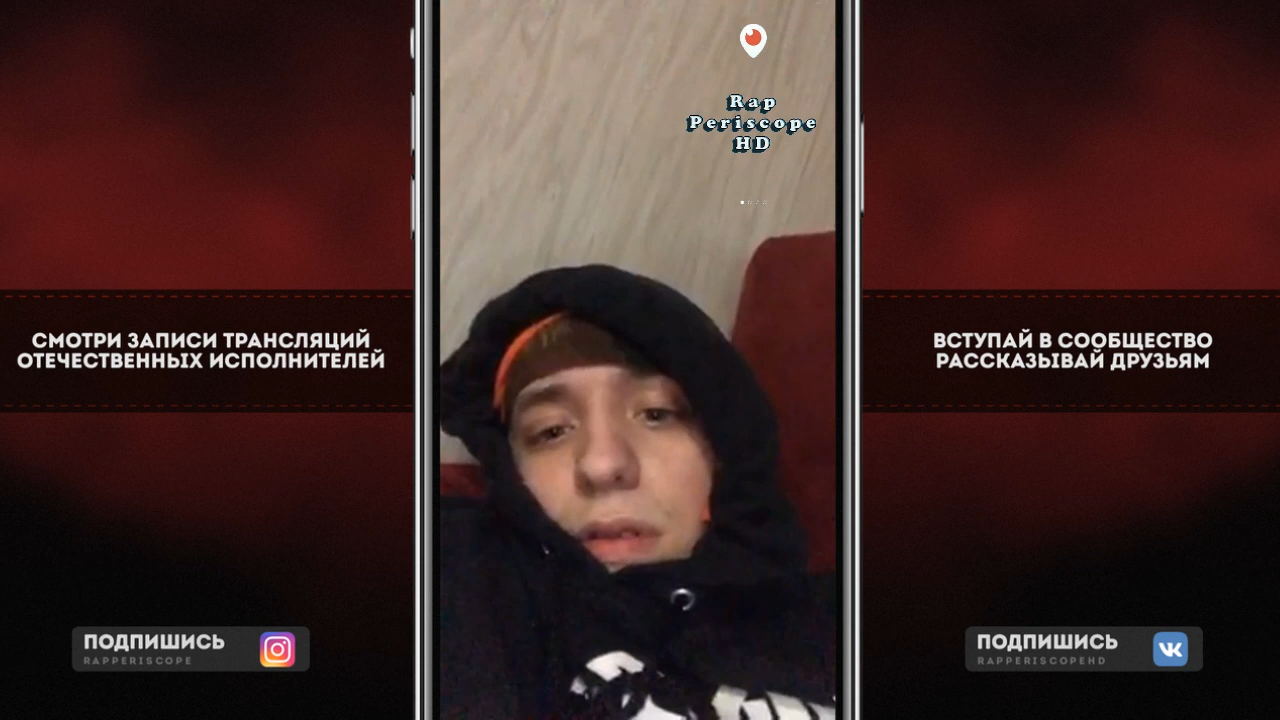 Rap
Periscope
HD
СМОТРИ ЗАПИСИ ТРАНСЛЯЦИЙ
ОТЕЧЕСТВЕННЫХ ИСПОЛНИТЕЛЕЙ
ВСТУПАЙ В СООБЩЕСТВО
РАССКАЗЫВАЙ ДРУЗЬЯМ
ПОДПИШИСЬ
RAPPERISCOPE
ПОДПИШИСЬ
RAPPERISCOPEHD